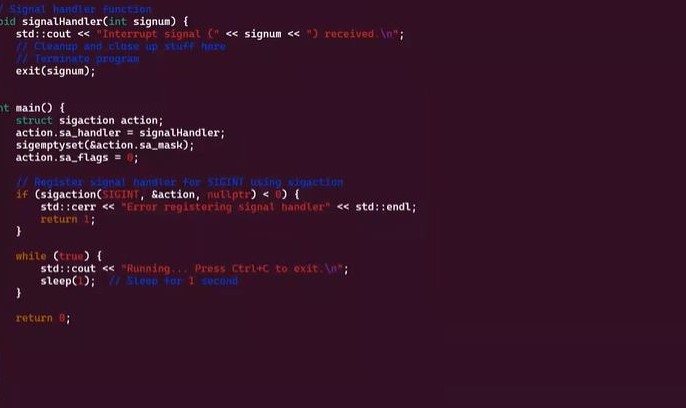 / Signal handler function
oid signalHandler(int signum) {
std::cout << "Interrupt signal (" << signum << ") received.\n";
// Cleanup and close up stuff here
// Terminate program
exit(signum);
nt main() {
struct sigaction action;
action.sa_handler = signalHandler;
sigemptyset(&action.sa_mask);
action.sa_flags = 0;
// Register signal handler for SIGINT using sigaction
if (sigaction(SIGINT, &action, nullptr) < 0) {
std::cerr << "Error registering signal handler" << std::endl;
return 1;
}
while (true) {
std::cout << "Running... Press Ctrl+C to exit.\n";
sleep(1); // Sleep for 1 second
}
return 0;